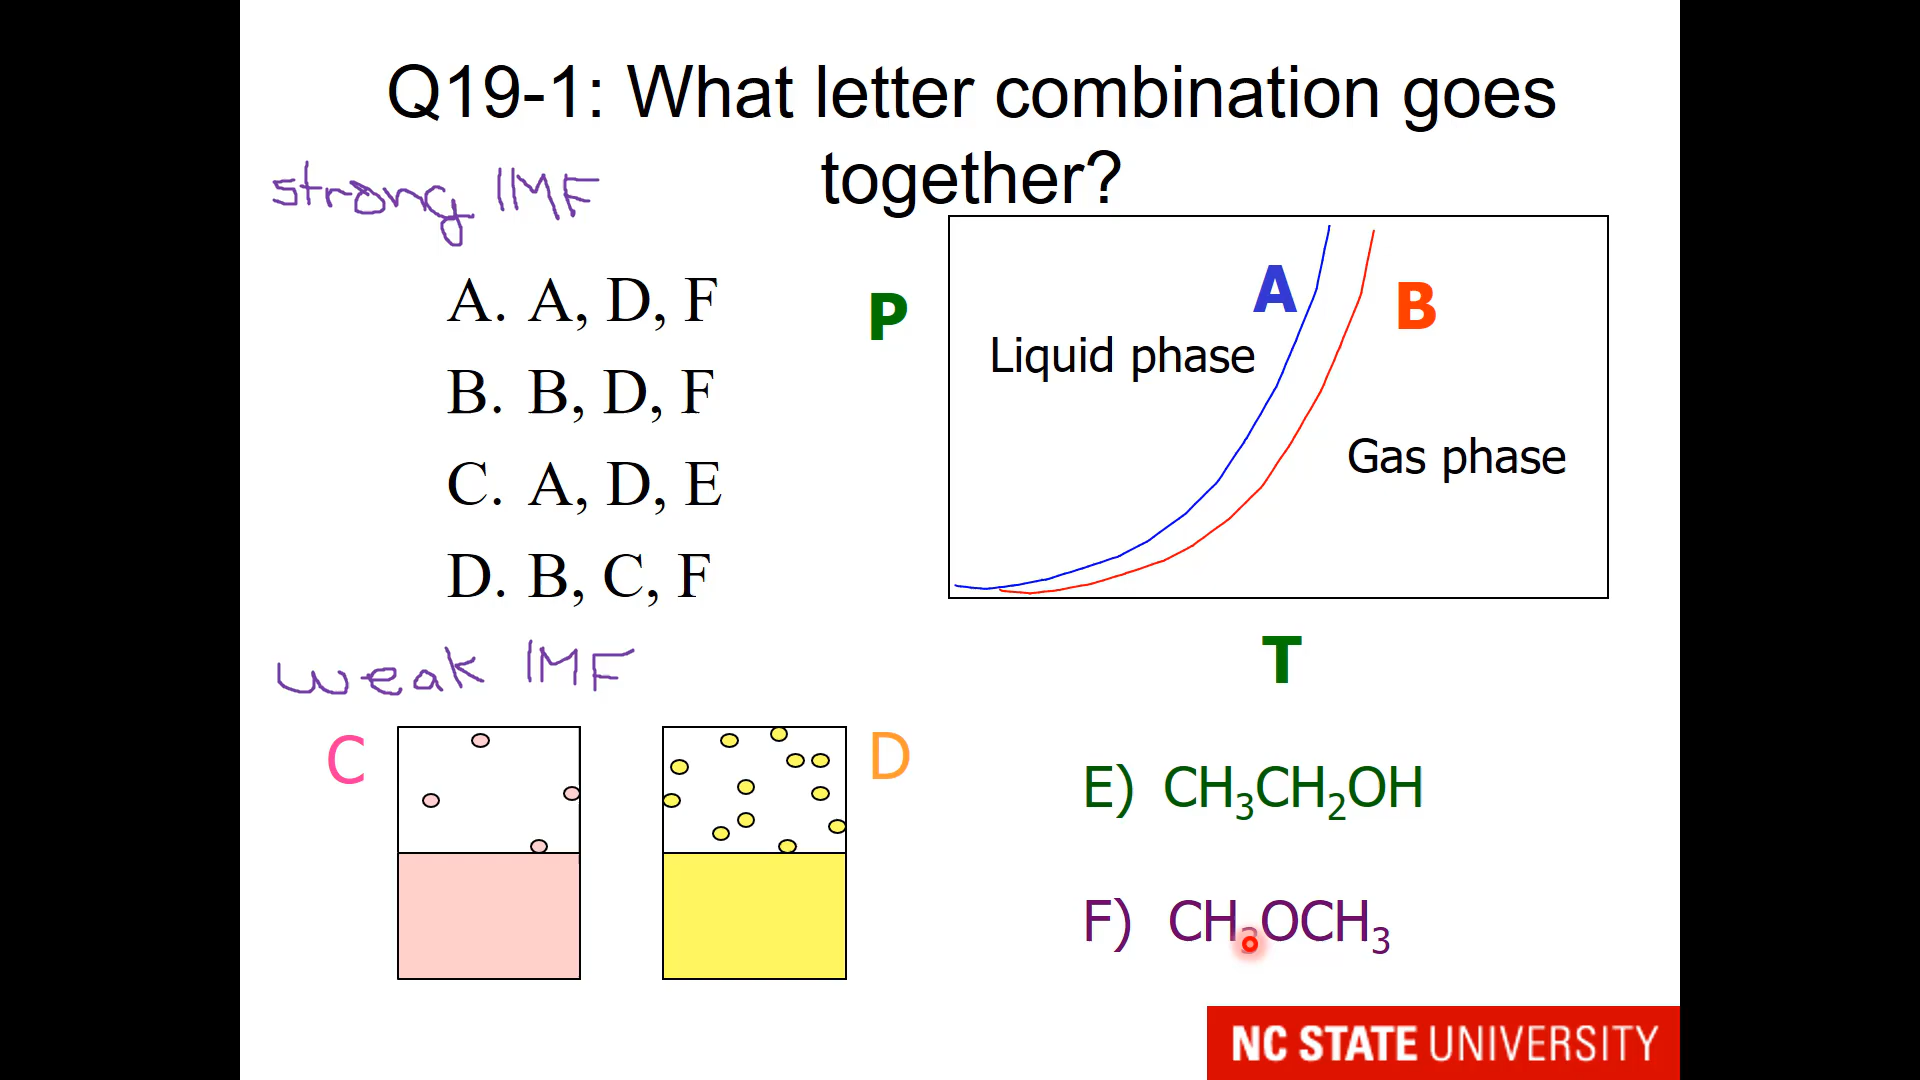 Q19-1: What letter combination goes
together?
strong IMF
A. A, D, F
B. B, D, F
C. A, D, E
D. B, C, F
weak IMF
P
A
B
Liquid phase
Gas phase
T
C
D
E) CH₃CH₂OH
F) CH₃OCH₃
NC STATE UNIVERSITY